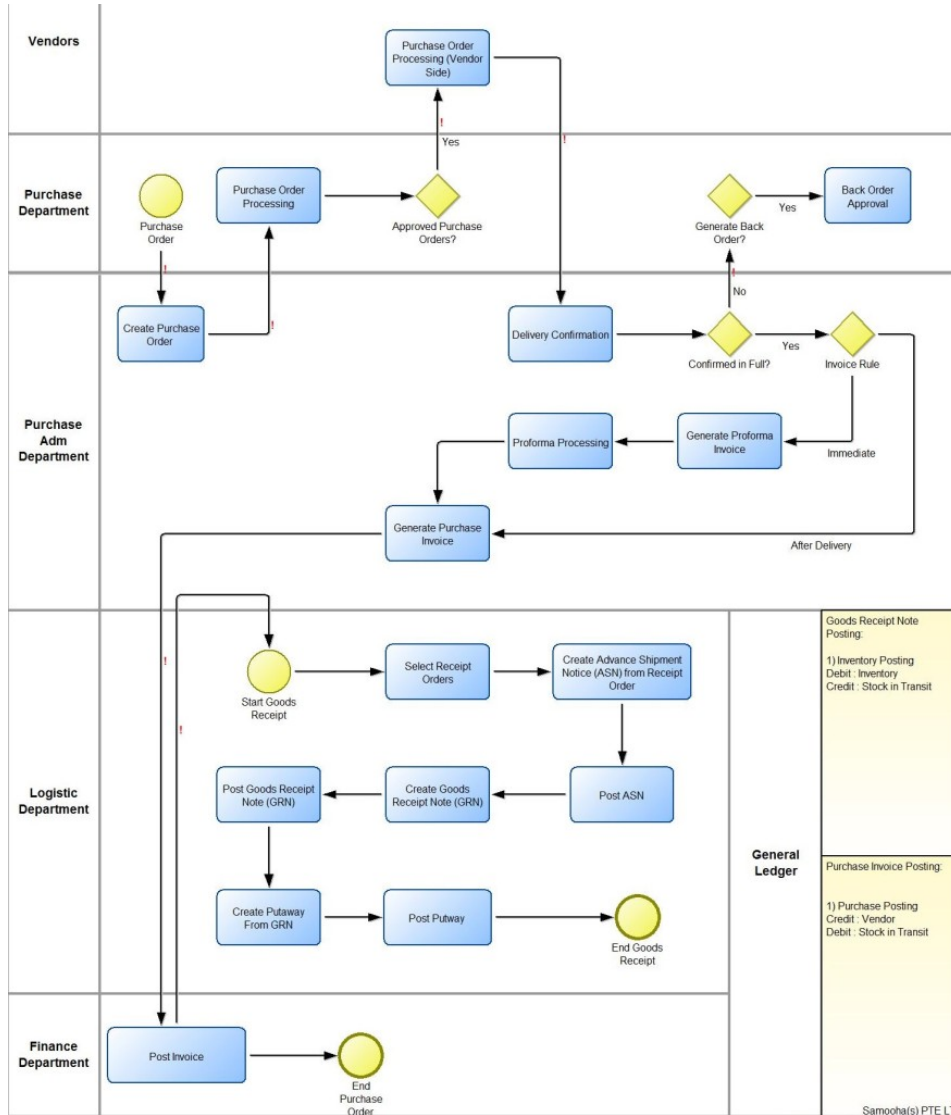 Vendors
Purchase Order
Processing (Vendor
Side)
!
!
Yes
Purchase
Department
Purchase
Order
Purchase Order
Processing
Approved Purchase
Orders?
Generate Back
Order?
Yes
Back Order
Approval
!
!
!
No
Create Purchase
Order
Delivery Confirmation
Confirmed in Full?
Yes
Invoice Rule
Purchase
Adm
Department
Proforma Processing
Generate Proforma
Invoice
Immediate
Generate Purchase
Invoice
After Delivery
!
!
Logistic
Department
Start Goods
Receipt
Select Receipt
Orders
Create Advance Shipment
Notice (ASN) from Receipt
Order
Post Goods Receipt
Note (GRN)
Create Goods
Receipt Note (GRN)
Post ASN
Create Putaway
From GRN
Post Putway
End Goods
Receipt
General
Ledger
Goods Receipt Note
Posting:
1) Inventory Posting
Debit : Inventory
Credit : Stock in Transit
Purchase Invoice Posting:
1) Purchase Posting
Credit : Vendor
Debit : Stock in Transit
Finance
Department
Post Invoice
End
Purchase
Order
Samooha(s) PTE L